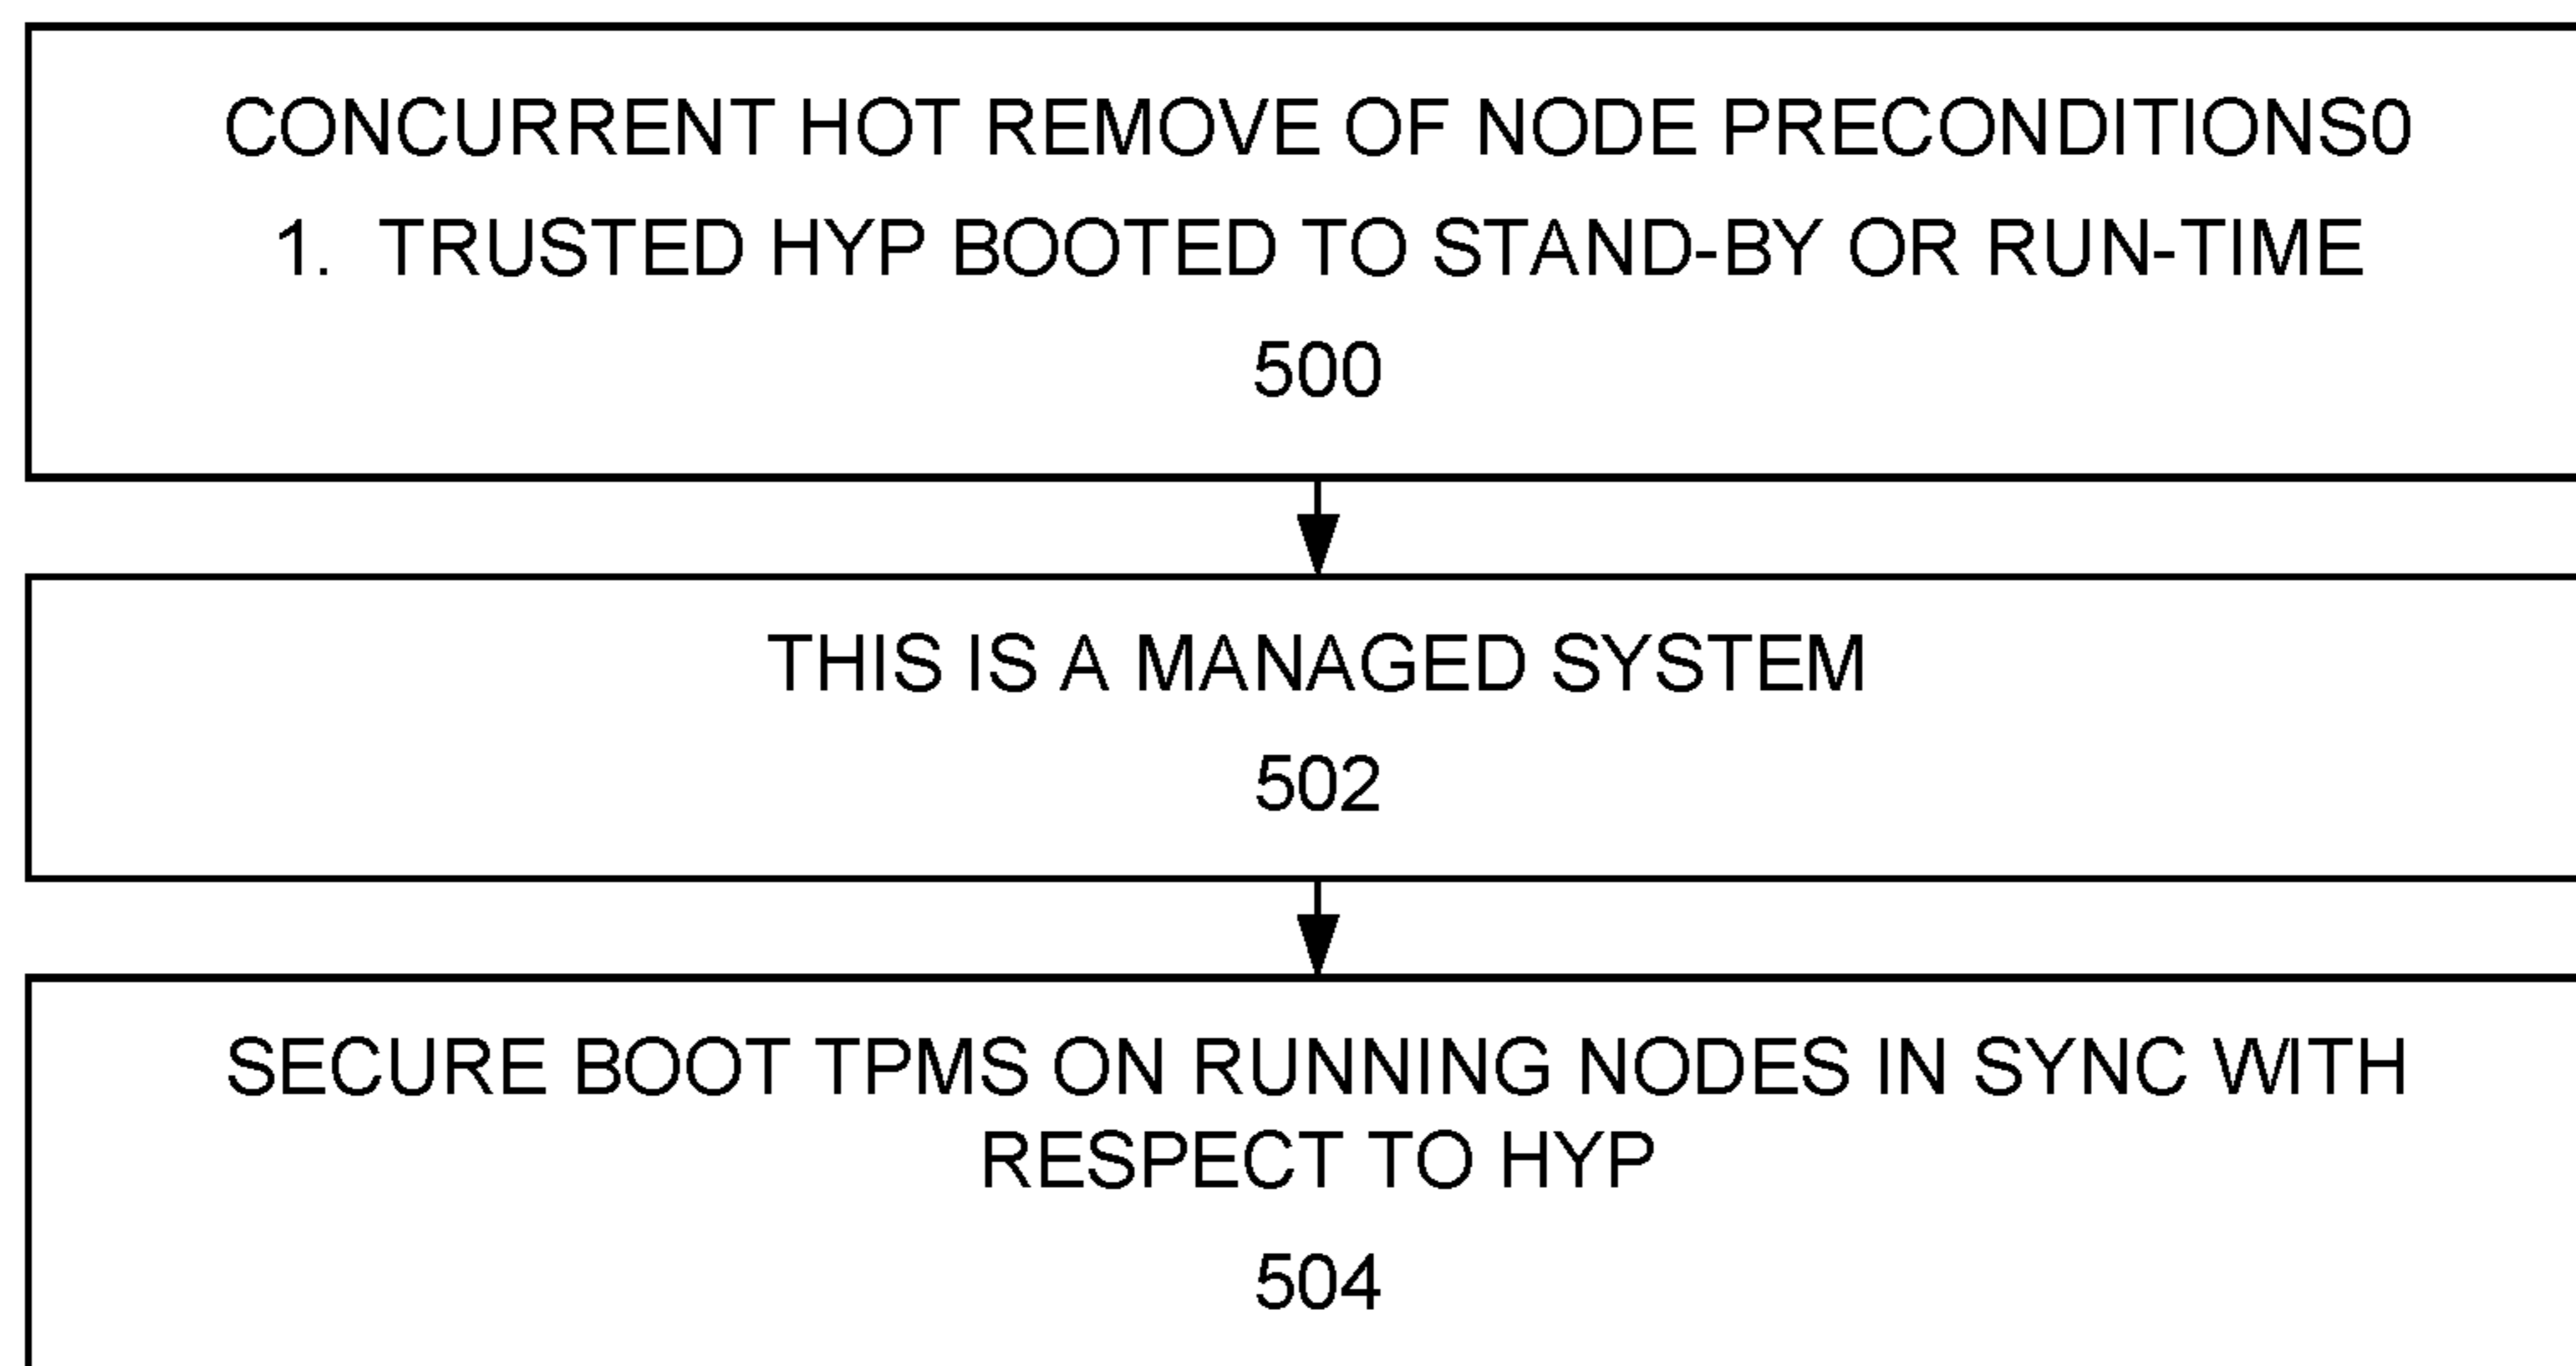 CONCURRENT HOT REMOVE OF NODE PRECONDITIONS0
1. TRUSTED HYP BOOTED TO STAND-BY OR RUN-TIME
500
THIS IS A MANAGED SYSTEM
502
SECURE BOOT TPMS ON RUNNING NODES IN SYNC WITH
RESPECT TO HYP
504